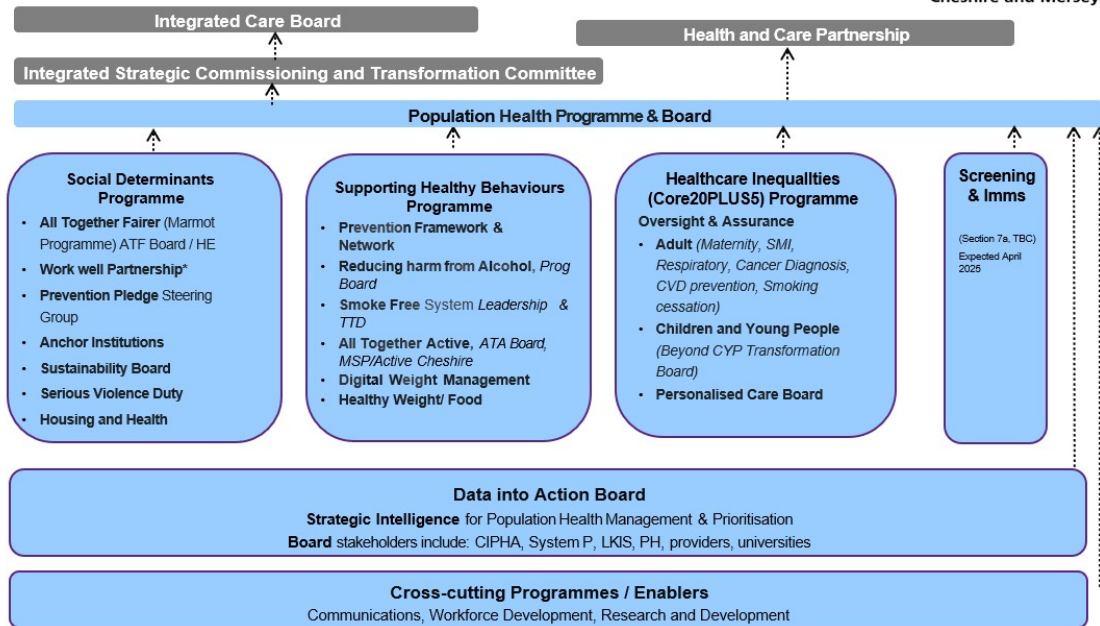 Cheshire and Mersey
Integrated Care Board
Health and Care Partnership
Integrated Strategic Commissioning and Transformation Committee
Population Health Programme & Board
Social Determinants
Programme
• All Together Fairer (Marmot
Programme) ATF Board / HE
• Work well Partnership*
• Prevention Pledge Steering
Group
• Anchor Institutions
• Sustainability Board
• Serious Violence Duty
• Housing and Health
Supporting Healthy Behaviours
Programme
• Prevention Framework &
Network
• Reducing harm from Alcohol, Prog
Board
• Smoke Free System Leadership &
TTD
• All Together Active, ATA Board,
MSP/Active Cheshire
• Digital Weight Management
• Healthy Weight/ Food
Healthcare Inequalities
(Core20PLUS5) Programme
Oversight & Assurance
• Adult (Maternity, SMI,
Respiratory, Cancer Diagnosis,
CVD prevention, Smoking
cessation)
• Children and Young People
(Beyond CYP Transformation
Board)
• Personalised Care Board
Screening
& Imms
(Section 7a, TBC)
Expected April
2025
Data into Action Board
Strategic Intelligence for Population Health Management & Prioritisation
Board stakeholders include: CIPHA, System P, LKIS, PH, providers, universities
Cross-cutting Programmes / Enablers
Communications, Workforce Development, Research and Development